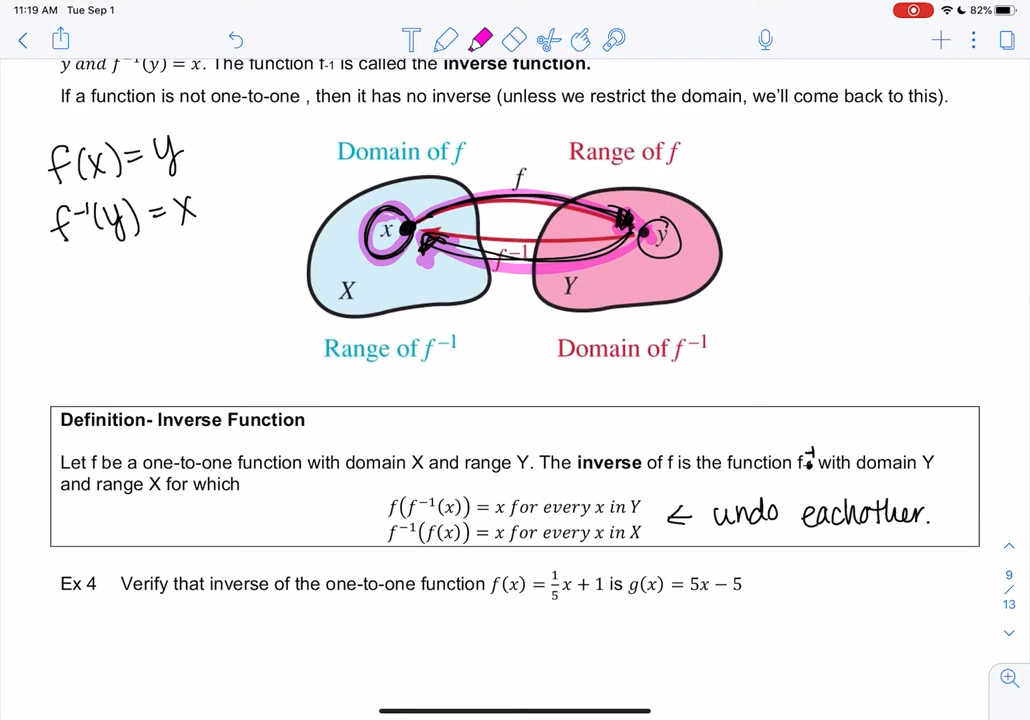 11:19 AM Tue Sep 1
82%
y and f⁻¹(y) = x. The function f-1 is called the inverse function.
If a function is not one-to-one , then it has no inverse (unless we restrict the domain, we'll come back to this).
f(x) = y
f⁻¹(y) = x
Domain of f
Range of f
f
x
y
f⁻¹
X
Y
Range of f⁻¹
Domain of f⁻¹
Definition- Inverse Function
Let f be a one-to-one function with domain X and range Y. The inverse of f is the function f⁻¹ with domain Y
and range X for which
f(f⁻¹(x)) = x for every x in Y
f⁻¹(f(x)) = x for every x in X
← undo eachother.
Ex 4 Verify that inverse of the one-to-one function f(x) = 1/5 x + 1 is g(x) = 5x − 5
9
/
13